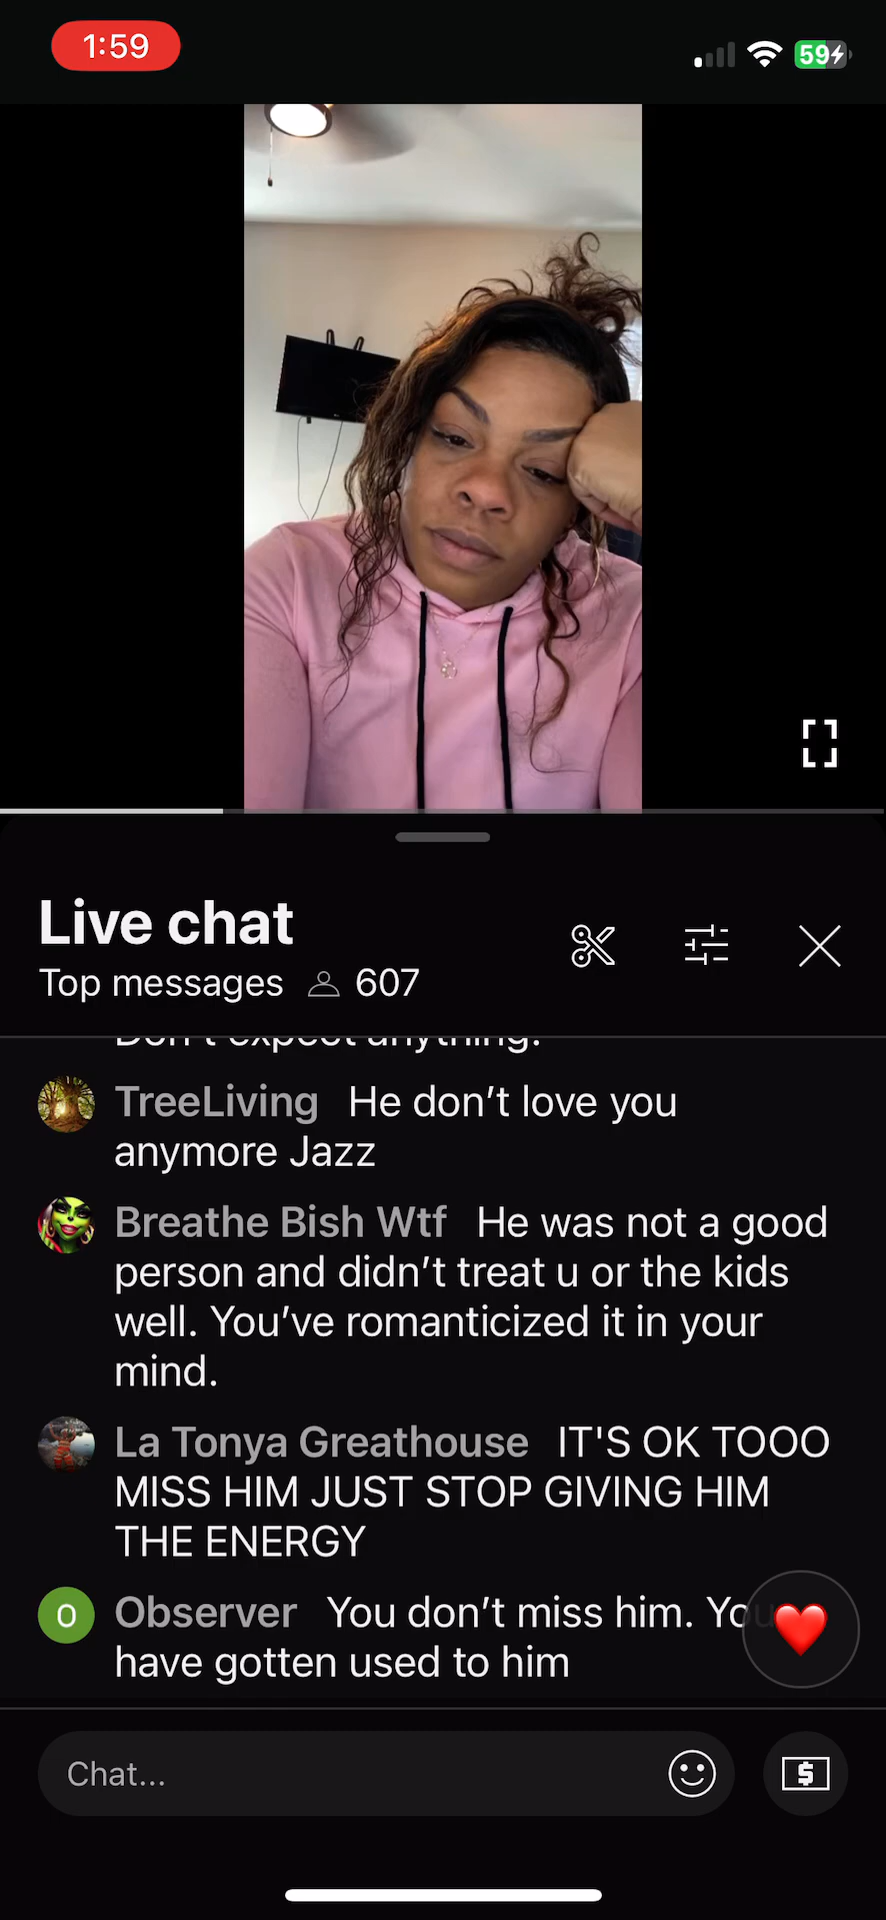 1:59
59
Live chat
Top messages 607
Don't expect anything.
TreeLiving He don't love you
anymore Jazz
Breathe Bish Wtf He was not a good
person and didn't treat u or the kids
well. You've romanticized it in your
mind.
La Tonya Greathouse IT'S OK TOOO
MISS HIM JUST STOP GIVING HIM
THE ENERGY
O Observer You don't miss him. You
have gotten used to him
Chat...
$